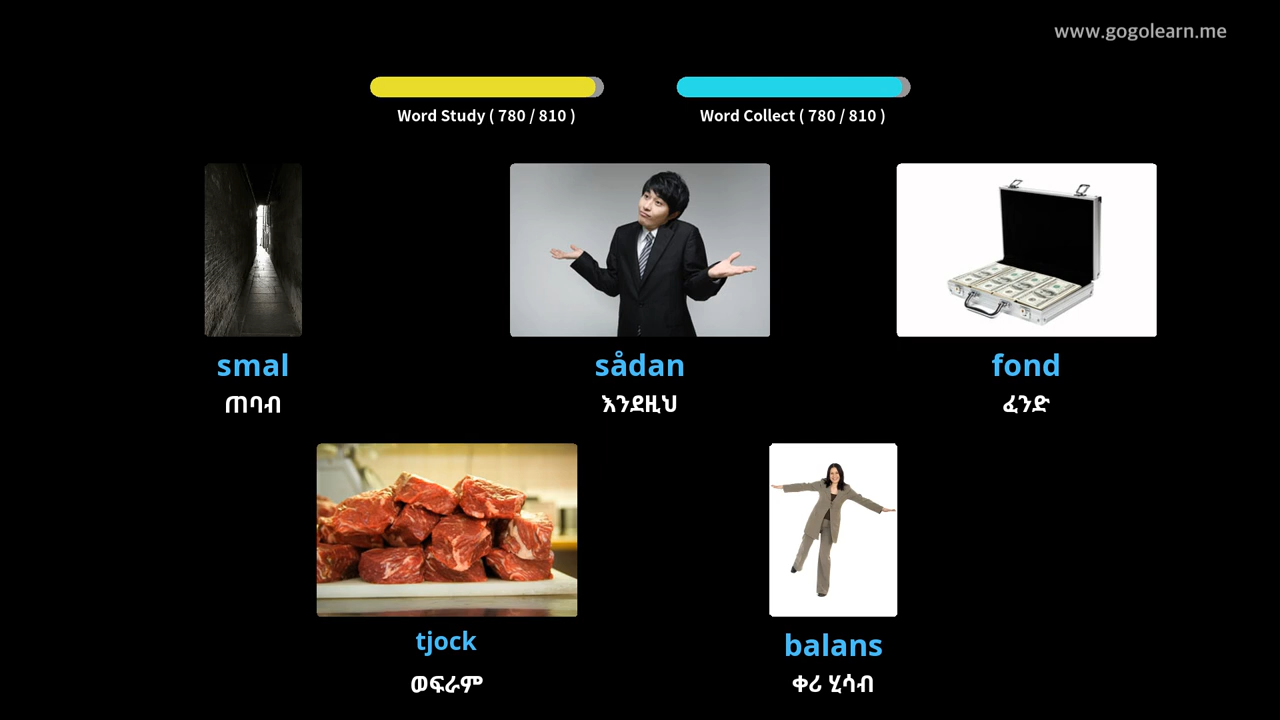 www.gogolearn.me
Word Study ( 780 / 810 )
Word Collect ( 780 / 810 )
smal
ጠባብ
sådan
እንደዚህ
fond
ፈንድ
tjock
ወፍራም
balans
ቀሪ ሂሳብ